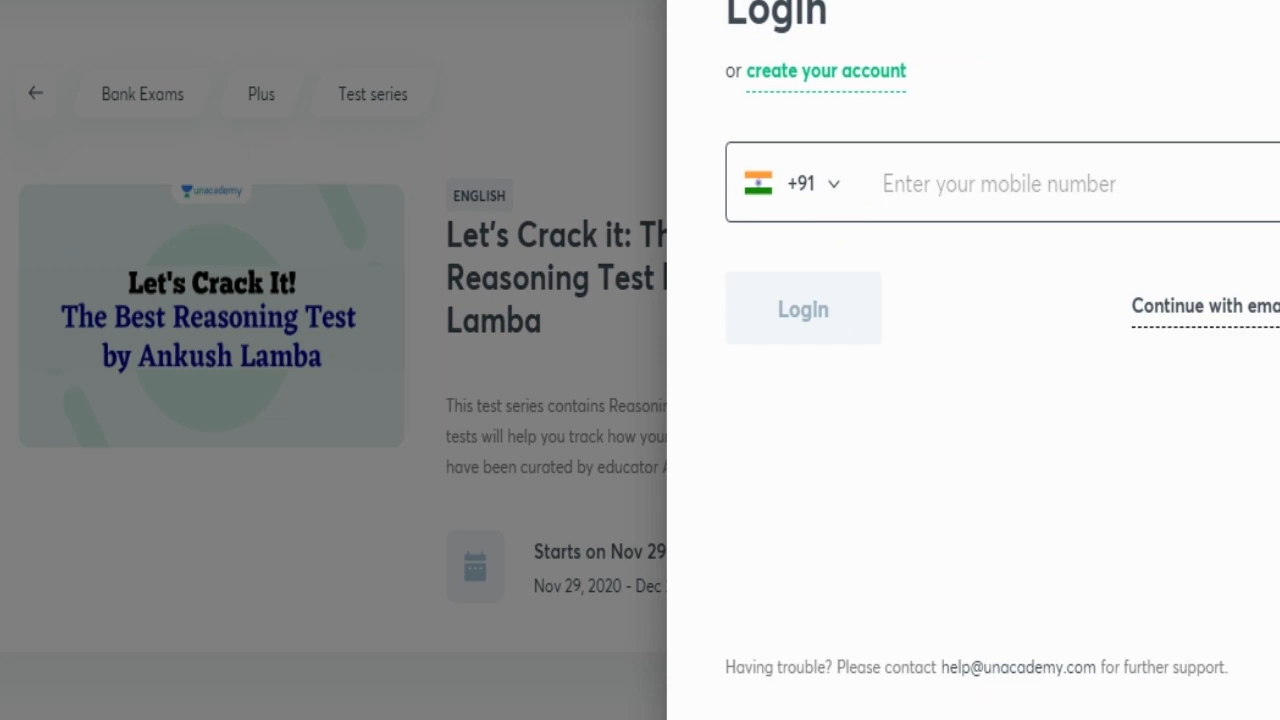 Bank Exams
Plus
Test series
unacademy
Let's Crack It!
The Best Reasoning Test
by Ankush Lamba
ENGLISH
Let's Crack it: Th
Reasoning Test
Lamba
This test series contains Reasonin
tests will help you track how your
have been curated by educator A
Starts on Nov 29
Nov 29, 2020 - Dec
Login
or create your account
+91
Enter your mobile number
Login
Continue with ema
Having trouble? Please contact help@unacademy.com for further support.